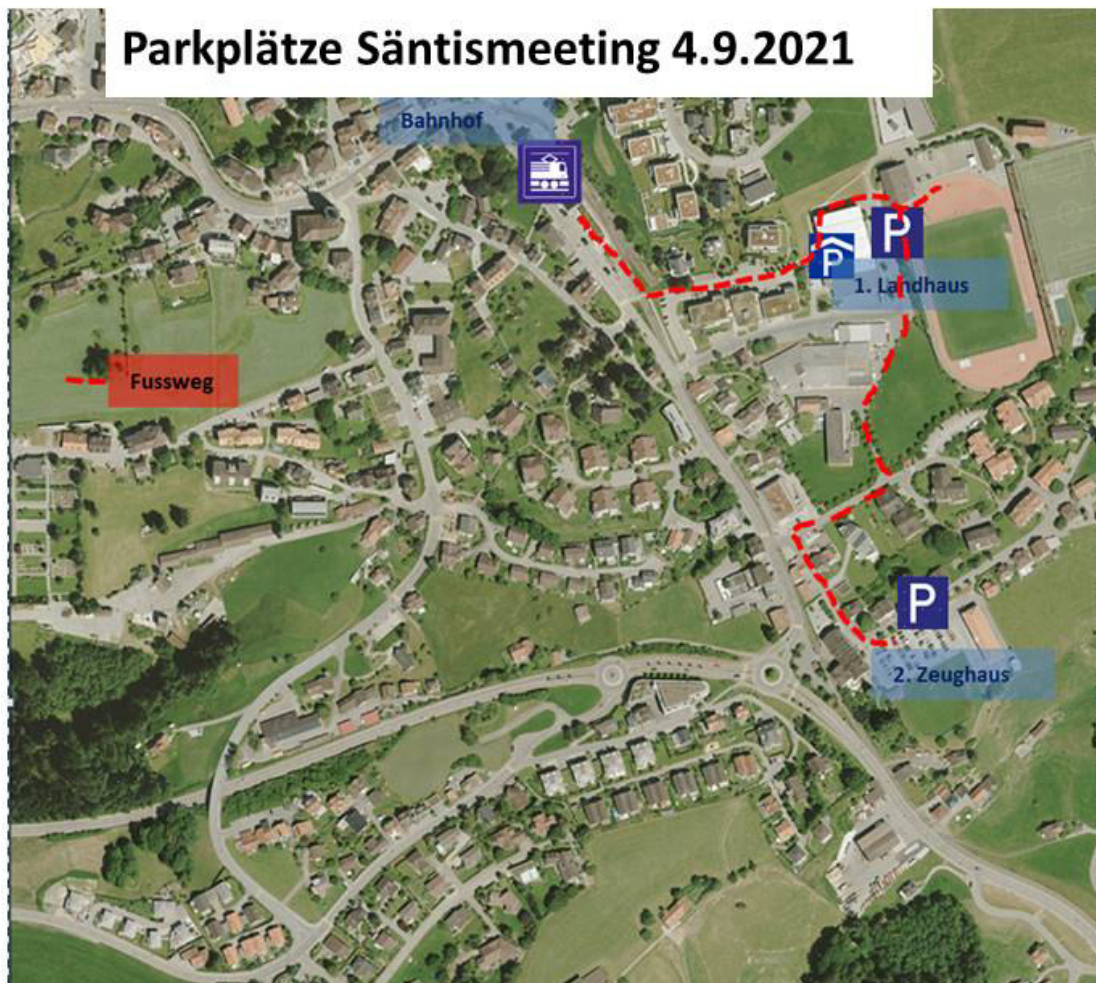 Parkplätze Säntismeeting 4.9.2021
Bahnhof
P
P
1. Landhaus
Fussweg
P
2. Zeughaus